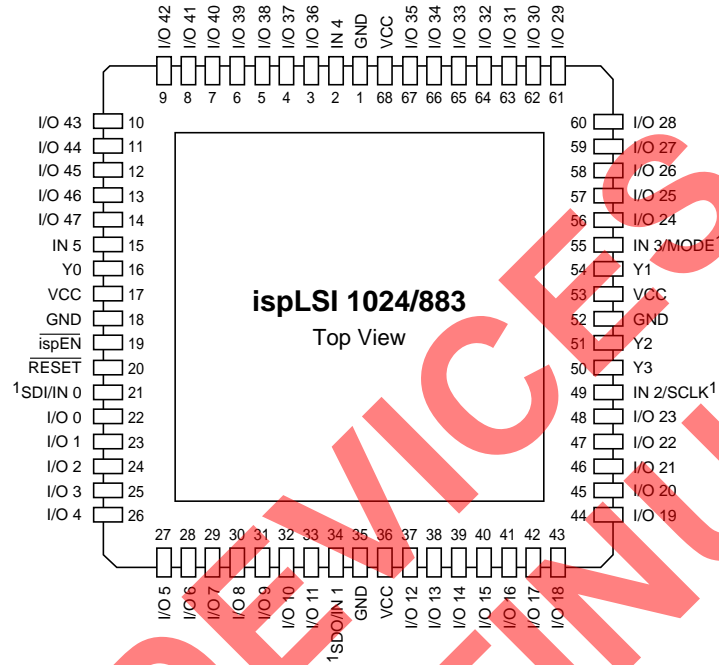 I/O 42 I/O 41 I/O 40 I/O 39 I/O 38 I/O 37 I/O 36 IN 4 GND VCC I/O 35 I/O 34 I/O 33 I/O 32 I/O 31 I/O 30 I/O 29
9 8 7 6 5 4 3 2 1 68 67 66 65 64 63 62 61
I/O 43 10 60 I/O 28
I/O 44 11 59 I/O 27
I/O 45 12 58 I/O 26
I/O 46 13 57 I/O 25
I/O 47 14 56 I/O 24
IN 5 15 55 IN 3/MODE1
Y0 16 54 Y1
VCC 17 53 VCC
ispLSI 1024/883
GND 18 52 GND
Top View
ispEN 19 51 Y2
RESET 20 50 Y3
1SDI/IN 0 21 49 IN 2/SCLK1
I/O 0 22 48 I/O 23
I/O 1 23 47 I/O 22
I/O 2 24 46 I/O 21
I/O 3 25 45 I/O 20
I/O 4 26 44 I/O 19
27 28 29 30 31 32 33 34 35 36 37 38 39 40 41 42 43
I/O 5 I/O 6 I/O 7 I/O 8 I/O 9 I/O 10 I/O 11 1SDO/IN 1 GND VCC I/O 12 I/O 13 I/O 14 I/O 15 I/O 16 I/O 17 I/O 18
DEVICES